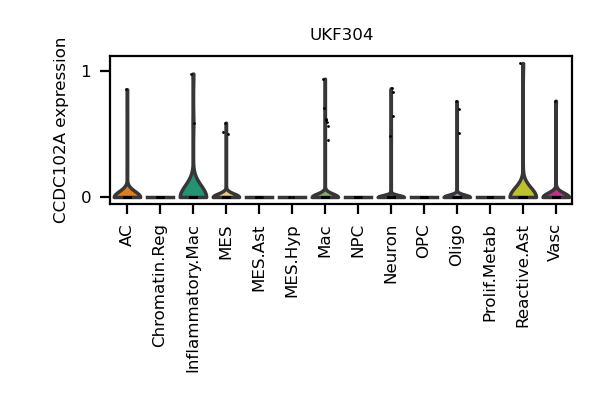 UKF304
CCDC102A expression
1
0
AC
Chromatin.Reg
Inflammatory.Mac
MES
MES.Ast
MES.Hyp
Mac
NPC
Neuron
OPC
Oligo
Prolif.Metab
Reactive.Ast
Vasc